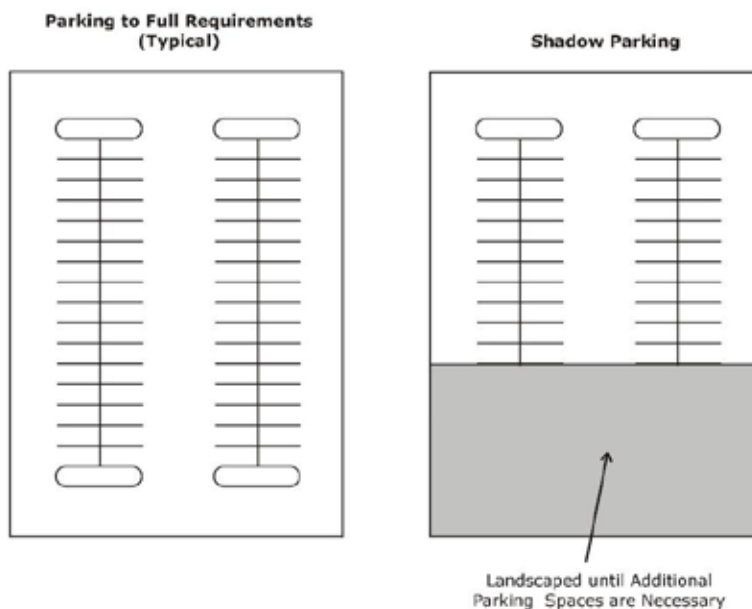 Parking to Full Requirements
(Typical)
Shadow Parking
Landscaped until Additional
Parking Spaces are Necessary